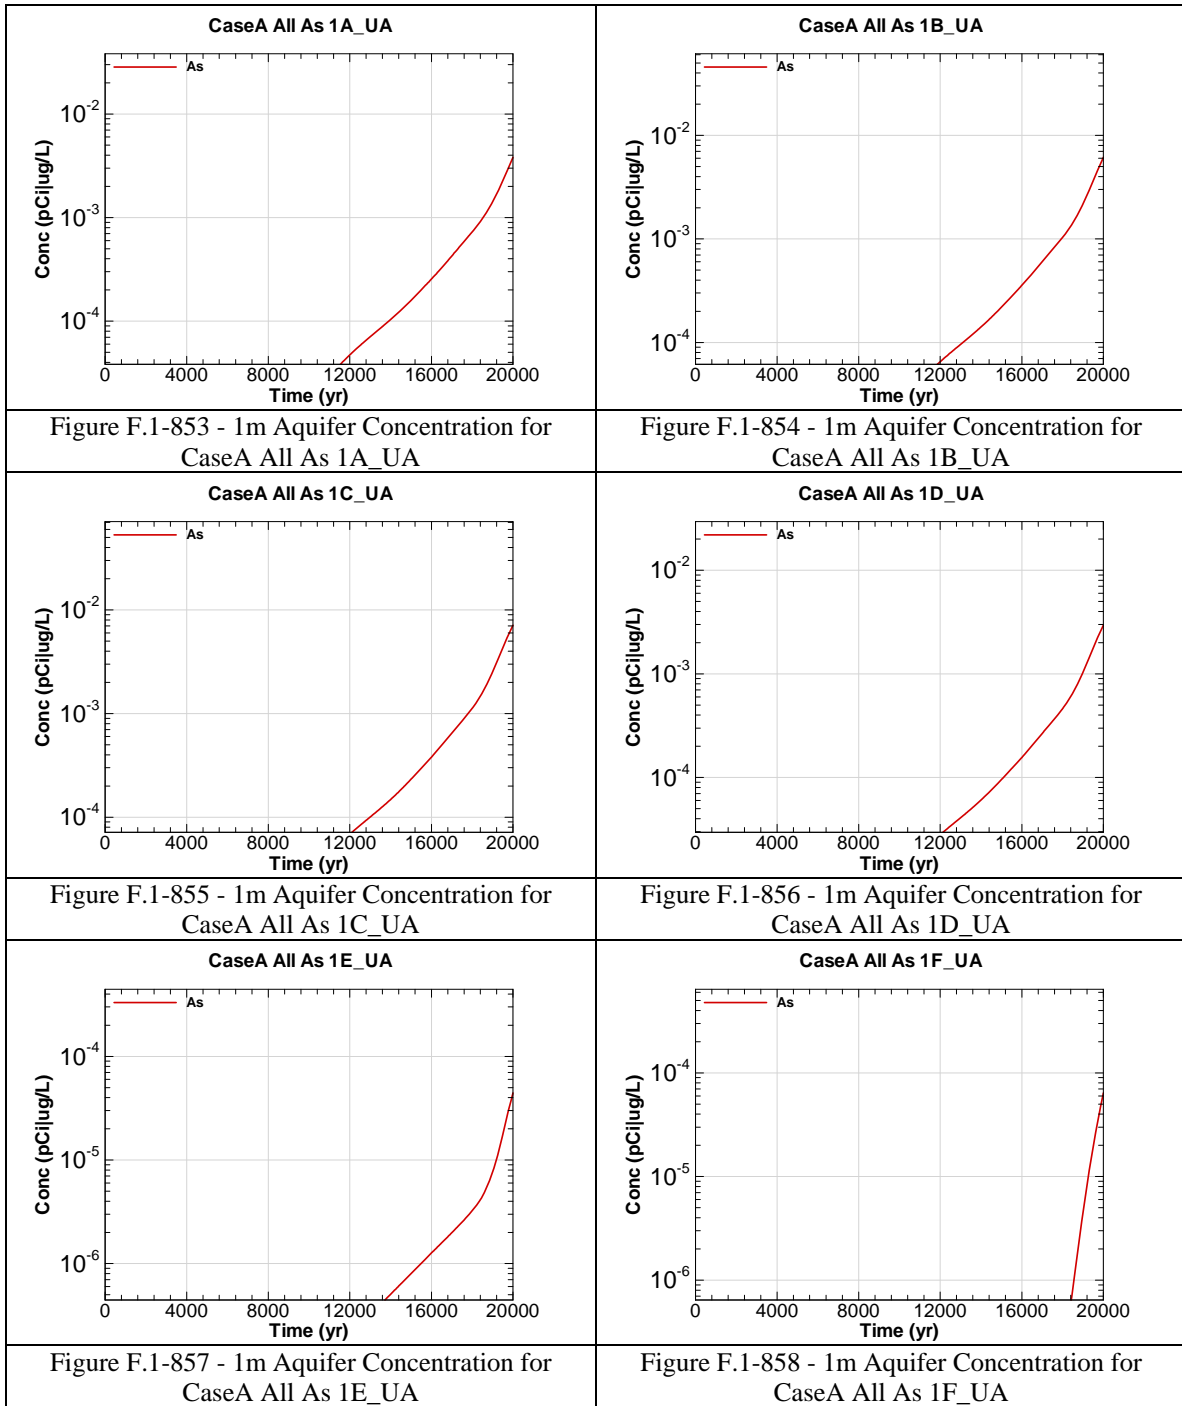 CaseA All As 1A_UA
As
Conc (pCi|ug/L)
10-2
10-3
10-4
0 4000 8000 12000 16000 20000
Time (yr)
Figure F.1-853 - 1m Aquifer Concentration for
CaseA All As 1A_UA
CaseA All As 1B_UA
As
Conc (pCi|ug/L)
10-2
10-3
10-4
0 4000 8000 12000 16000 20000
Time (yr)
Figure F.1-854 - 1m Aquifer Concentration for
CaseA All As 1B_UA
CaseA All As 1C_UA
As
Conc (pCi|ug/L)
10-2
10-3
10-4
0 4000 8000 12000 16000 20000
Time (yr)
Figure F.1-855 - 1m Aquifer Concentration for
CaseA All As 1C_UA
CaseA All As 1D_UA
As
Conc (pCi|ug/L)
10-2
10-3
10-4
0 4000 8000 12000 16000 20000
Time (yr)
Figure F.1-856 - 1m Aquifer Concentration for
CaseA All As 1D_UA
CaseA All As 1E_UA
As
Conc (pCi|ug/L)
10-4
10-5
10-6
0 4000 8000 12000 16000 20000
Time (yr)
Figure F.1-857 - 1m Aquifer Concentration for
CaseA All As 1E_UA
CaseA All As 1F_UA
As
Conc (pCi|ug/L)
10-4
10-5
10-6
0 4000 8000 12000 16000 20000
Time (yr)
Figure F.1-858 - 1m Aquifer Concentration for
CaseA All As 1F_UA